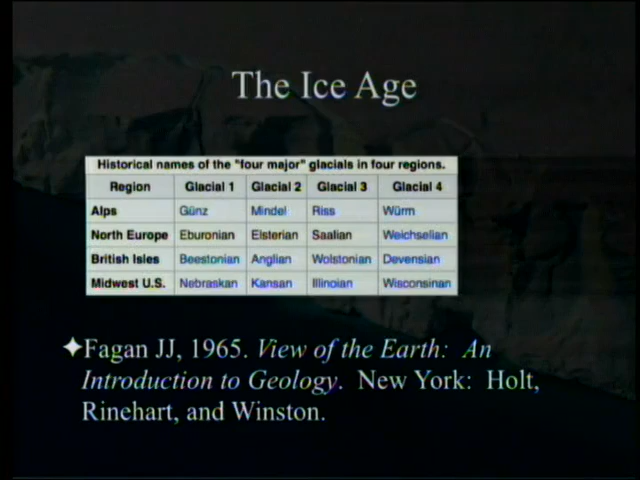 The Ice Age
Historical names of the "four major" glacials in four regions.
Region Glacial 1 Glacial 2 Glacial 3 Glacial 4
Alps Günz Mindel Riss Würm
North Europe Eburonian Elsterian Saalian Weichselian
British Isles Beestonian Anglian Wolstonian Devensian
Midwest U.S. Nebraskan Kansan Illinoian Wisconsinan
✦Fagan JJ, 1965. View of the Earth: An
Introduction to Geology. New York: Holt,
Rinehart, and Winston.